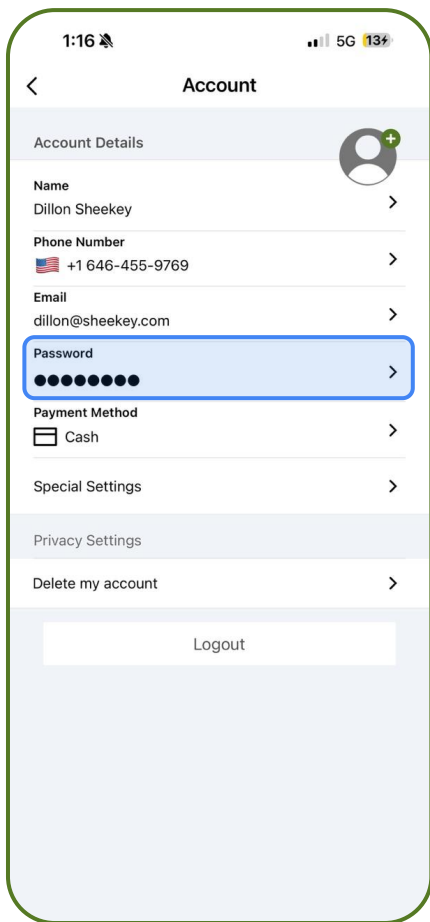 1:16 5G 13
Account
Account Details
Name
Dillon Sheekey
Phone Number
+1 646-455-9769
Email
dillon@sheekey.com
Password
●●●●●●●●
Payment Method
Cash
Special Settings
Privacy Settings
Delete my account
Logout